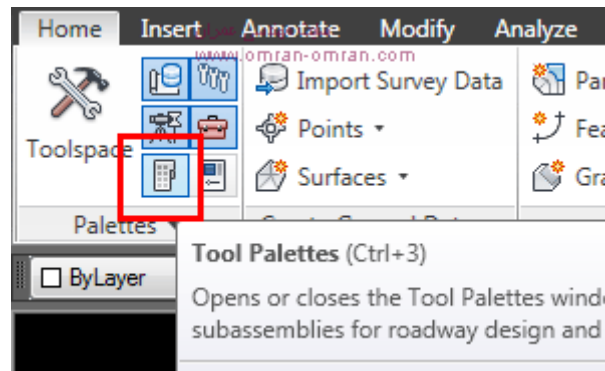 Home Insert Annotate Modify Analyze
www.omran-omran.com
Import Survey Data
Toolspace
Points
Surfaces
Palettes
ByLayer
Tool Palettes (Ctrl+3)
Opens or closes the Tool Palettes
subassemblies for roadway design and